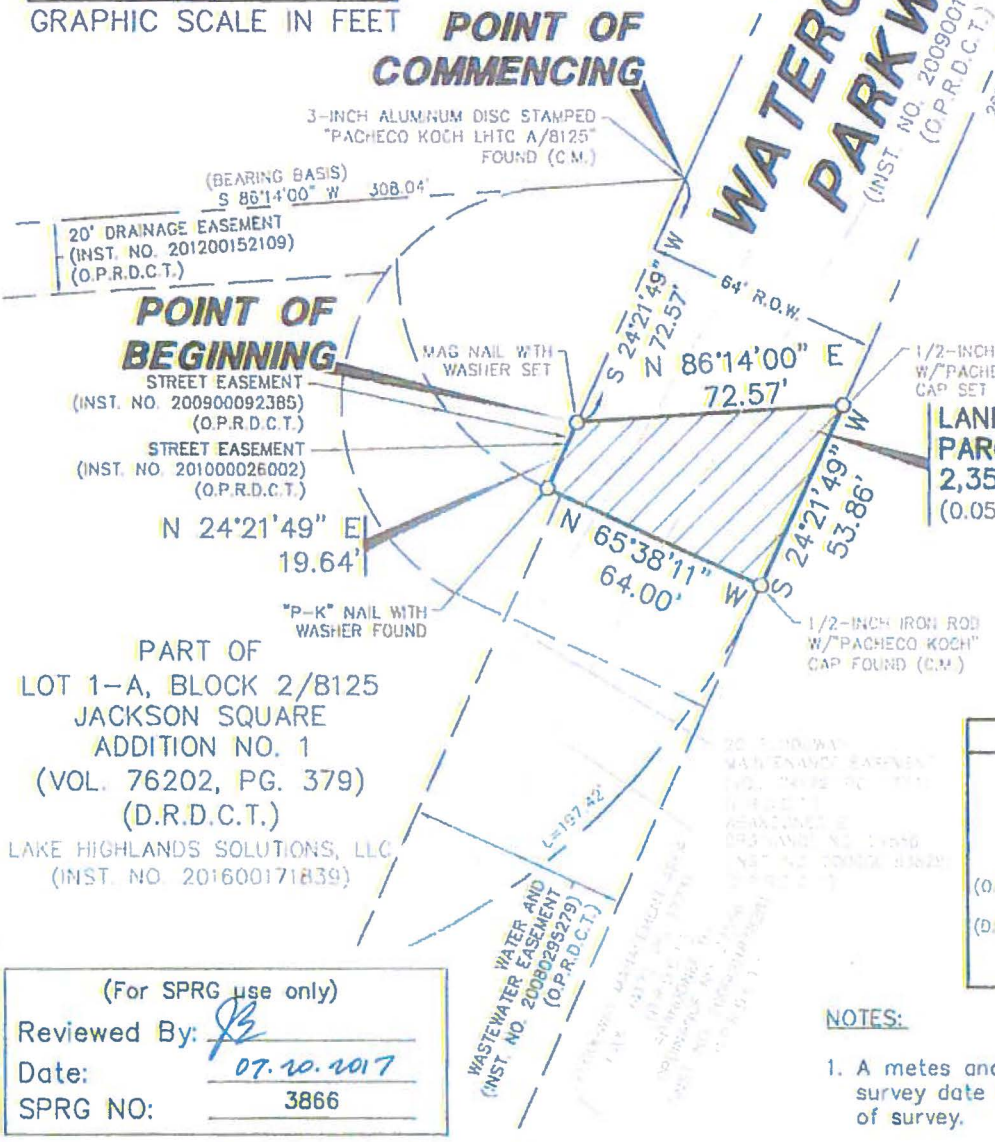 GRAPHIC SCALE IN FEET
POINT OF
COMMENCING
3-INCH ALUMINUM DISC STAMPED
"PACHECO KOCH LHTC A/8125"
FOUND (C.M.)
(BEARING BASIS)
S 86°14'00" W 308.04'
20' DRAINAGE EASEMENT
(INST. NO. 201200152109)
(O.P.R.D.C.T.)
WATERC
PARKW
(INST. NO. 2009001
(O.P.R.D.C.T.)
POINT OF
BEGINNING
STREET EASEMENT
(INST. NO. 200900092385)
(O.P.R.D.C.T.)
STREET EASEMENT
(INST. NO. 201000026002)
(O.P.R.D.C.T.)
MAG NAIL WITH
WASHER SET
S 24°21'49" W
72.57'
64' R.O.W.
N 86°14'00" E
72.57'
1/2-INCH
W/"PACHE
CAP SET
LAN
PAR
2,35
(0.05
S 24°21'49" W
53.86'
N 24°21'49" E
19.64'
N 65°38'11" W
64.00'
"P-K" NAIL WITH
WASHER FOUND
1/2-INCH IRON ROD
W/"PACHECO KOCH"
CAP FOUND (C.M.)
PART OF
LOT 1-A, BLOCK 2/8125
JACKSON SQUARE
ADDITION NO. 1
(VOL. 76202, PG. 379)
(D.R.D.C.T.)
LAKE HIGHLANDS SOLUTIONS, LLC
(INST. NO. 201600171839)
MAINTENANCE EASEMENT
L=197.42'
WATER AND
WASTEWATER EASEMENT
(INST. NO. 20080295279)
(O.P.R.D.C.T.)
(O.
(D.
(For SPRG use only)
Reviewed By:
Date: 07.20.2017
SPRG NO: 3866
NOTES:
1. A metes and
survey date
of survey.